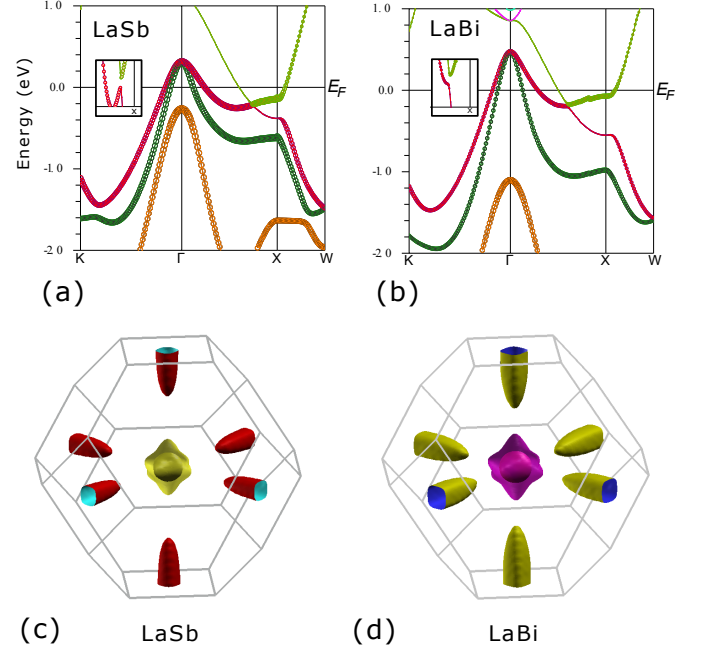 LaSb
LaBi
1.0
0.0
-1.0
-2.0
Energy (eV)
X
E_F
K Γ X W
1.0
0.0
-1.0
-2.0
X
E_F
K Γ X W
(a)
(b)
(c)
LaSb
(d)
LaBi